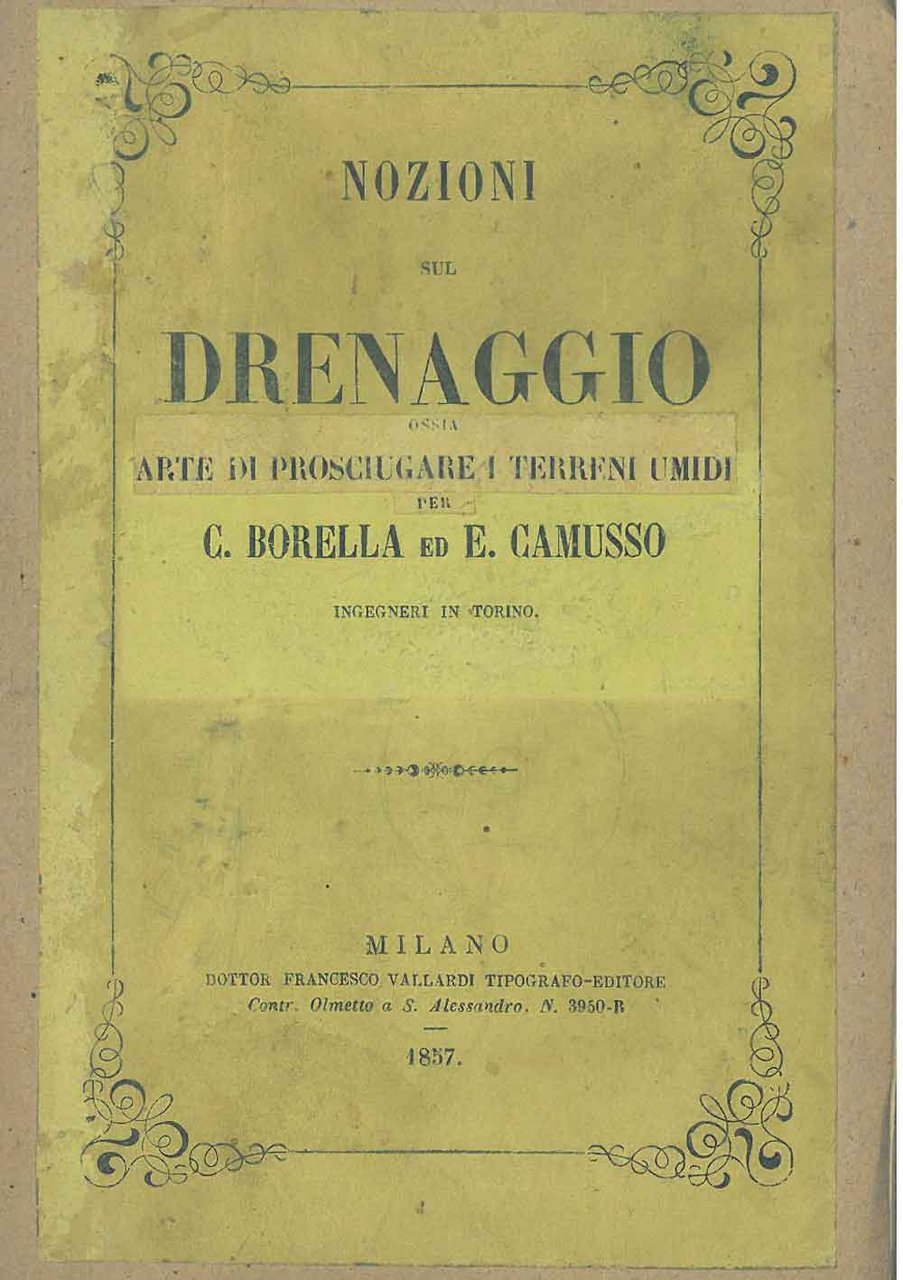 NOZIONI
SUL
DRENAGGIO
OSSIA
ARTE DI PROSCIUGARE I TERRENI UMIDI
PER
C. BORELLA ED E. CAMUSSO
INGEGNERI IN TORINO.
MILANO
DOTTOR FRANCESCO VALLARDI TIPOGRAFO-EDITORE
Contr. Olmetto a S. Alessandro, N. 3950-B
1857.